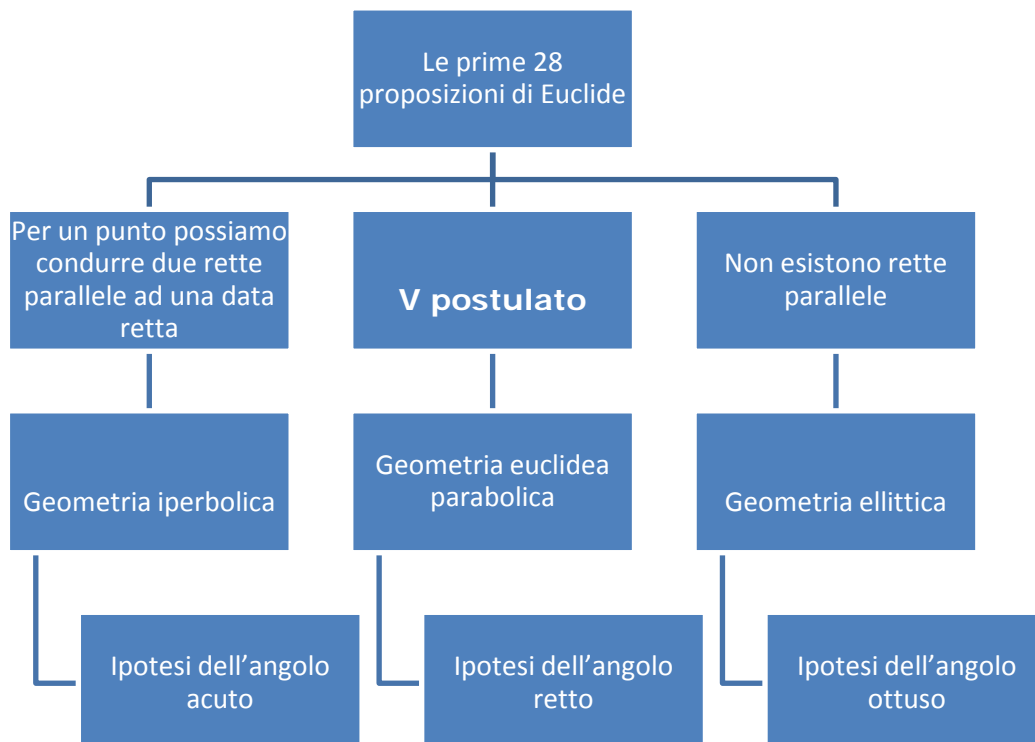 Le prime 28
proposizioni di Euclide
Per un punto possiamo
condurre due rette
parallele ad una data
retta
V postulato
Non esistono rette
parallele
Geometria iperbolica
Geometria euclidea
parabolica
Geometria ellittica
Ipotesi dell’angolo
acuto
Ipotesi dell’angolo
retto
Ipotesi dell’angolo
ottuso